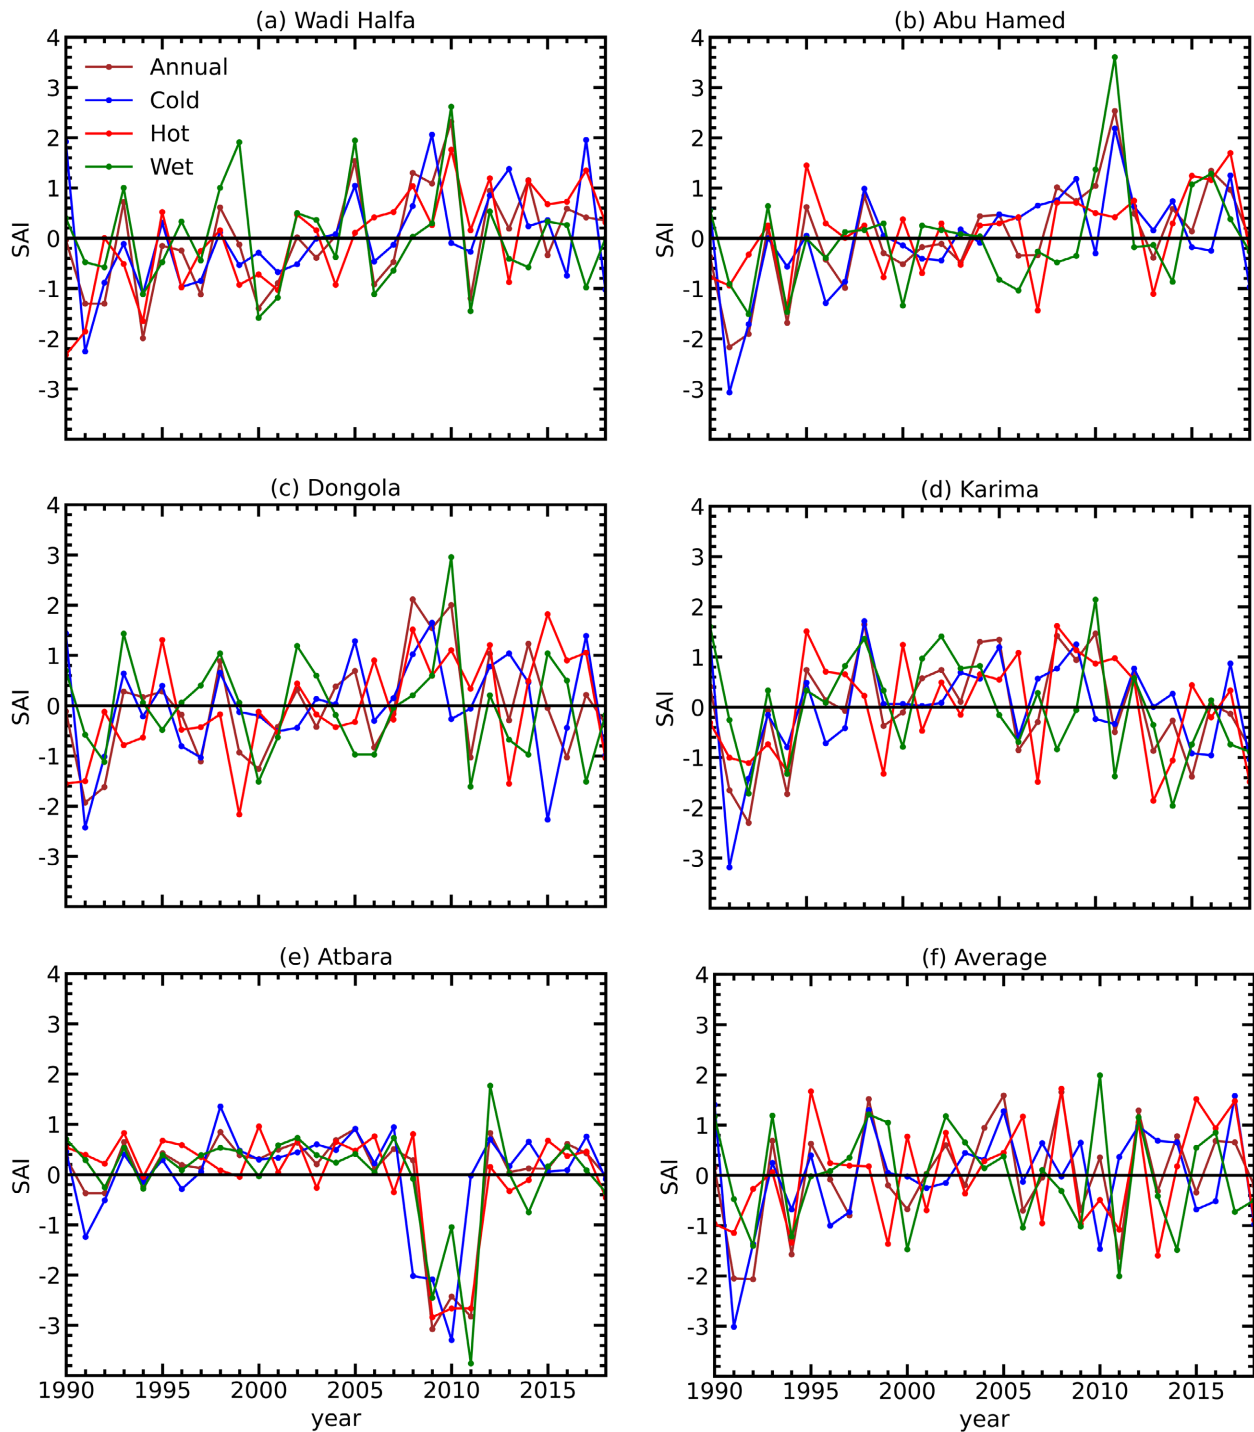 (a) Wadi Halfa
(b) Abu Hamed
4
3
2
1
0
-1
-2
-3
SAI
Annual
Cold
Hot
Wet
4
3
2
1
0
-1
-2
-3
SAI
(c) Dongola
(d) Karima
4
3
2
1
0
-1
-2
-3
SAI
4
3
2
1
0
-1
-2
-3
SAI
(e) Atbara
(f) Average
4
3
2
1
0
-1
-2
-3
SAI
1990 1995 2000 2005 2010 2015
year
4
3
2
1
0
-1
-2
-3
SAI
1990 1995 2000 2005 2010 2015
year